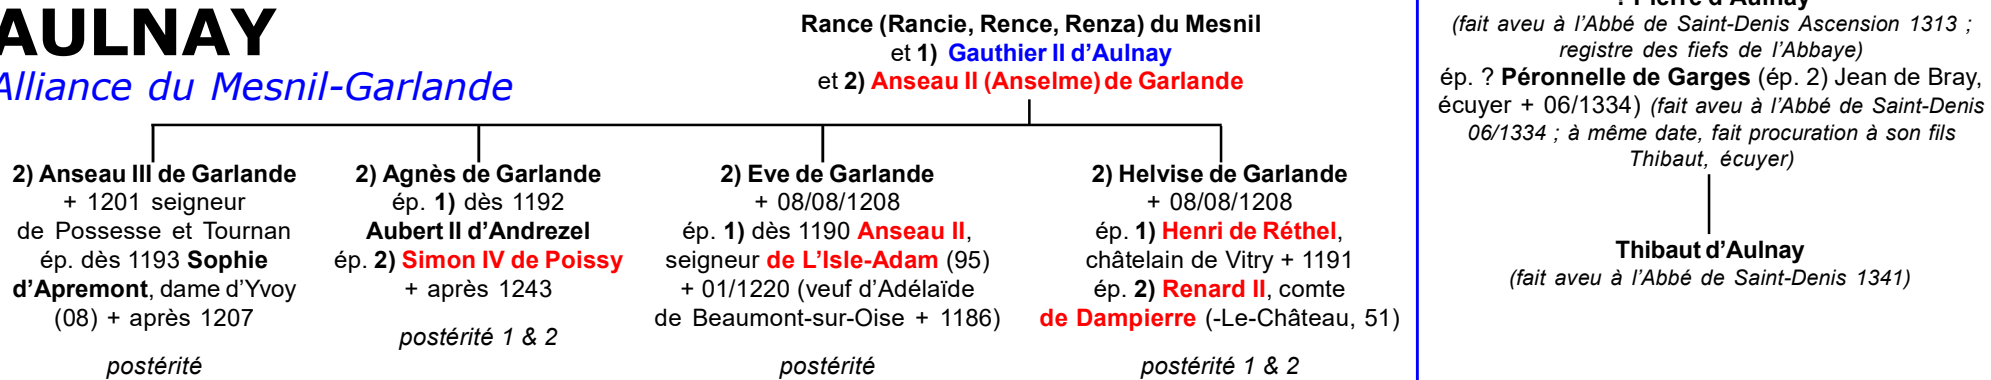 AULNAY
Alliance du Mesnil-Garlande
Rance (Rancie, Rence, Renza) du Mesnil
et 1) Gauthier II d'Aulnay
et 2) Anseau II (Anselme) de Garlande
2) Anseau III de Garlande
+ 1201 seigneur
de Possesse et Tournan
ép. dès 1193 Sophie
d'Apremont, dame d'Yvoy
(08) + après 1207
postérité
2) Agnès de Garlande
ép. 1) dès 1192
Aubert II d'Andrezel
ép. 2) Simon IV de Poissy
+ après 1243
postérité 1 & 2
2) Eve de Garlande
+ 08/08/1208
ép. 1) dès 1190 Anseau II,
seigneur de L'Isle-Adam (95)
+ 01/1220 (veuf d'Adélaïde
de Beaumont-sur-Oise + 1186)
postérité
2) Helvise de Garlande
+ 08/08/1208
ép. 1) Henri de Réthel,
châtelain de Vitry + 1191
ép. 2) Renard II, comte
de Dampierre (-Le-Château, 51)
postérité 1 & 2
? Pierre d'Aulnay
(fait aveu à l'Abbé de Saint-Denis Ascension 1313 ;
registre des fiefs de l'Abbaye)
ép. ? Péronnelle de Garges (ép. 2) Jean de Bray,
écuyer + 06/1334) (fait aveu à l'Abbé de Saint-Denis
06/1334 ; à même date, fait procuration à son fils
Thibaut, écuyer)
Thibaut d'Aulnay
(fait aveu à l'Abbé de Saint-Denis 1341)